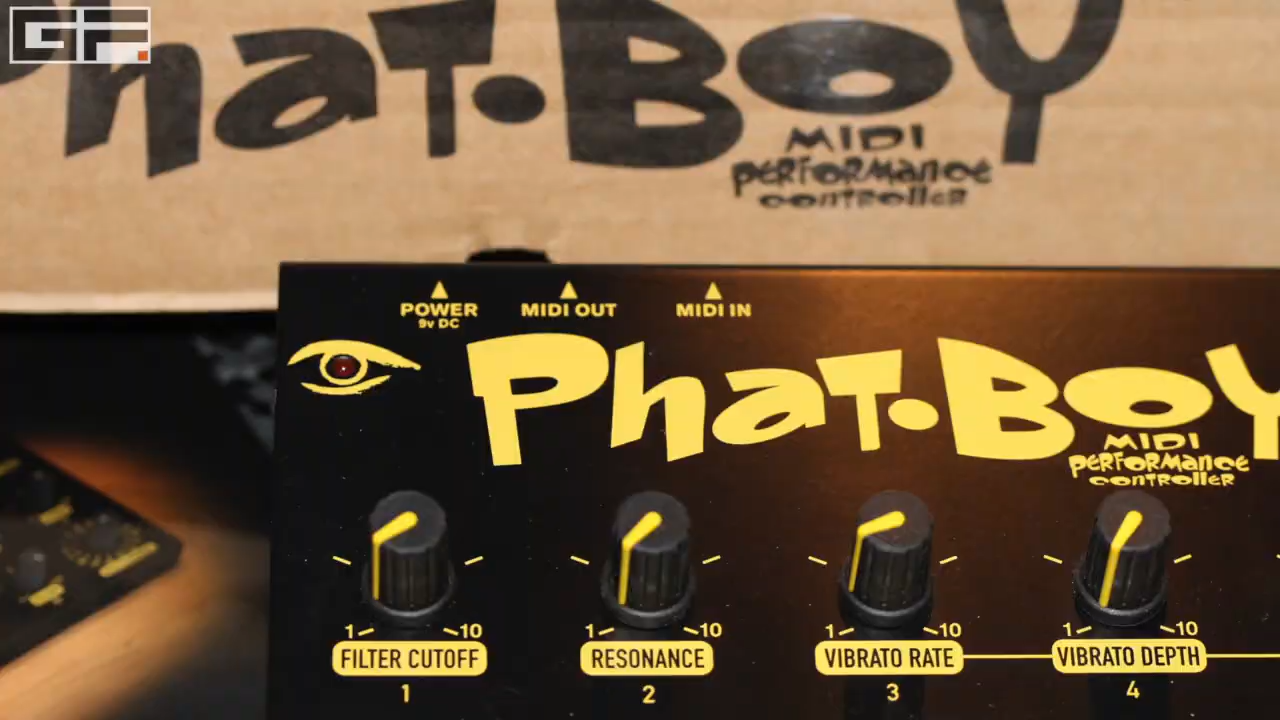 GF
Phat.Boy
MIDI
PERFORMANCE
CONTROLLER
POWER
9v DC
MIDI OUT
MIDI IN
Phat.Boy
MIDI
PERFORMANCE
CONTROLLER
1 10
1 10
1 10
1 10
FILTER CUTOFF
RESONANCE
VIBRATO RATE
VIBRATO DEPTH
1
2
3
4